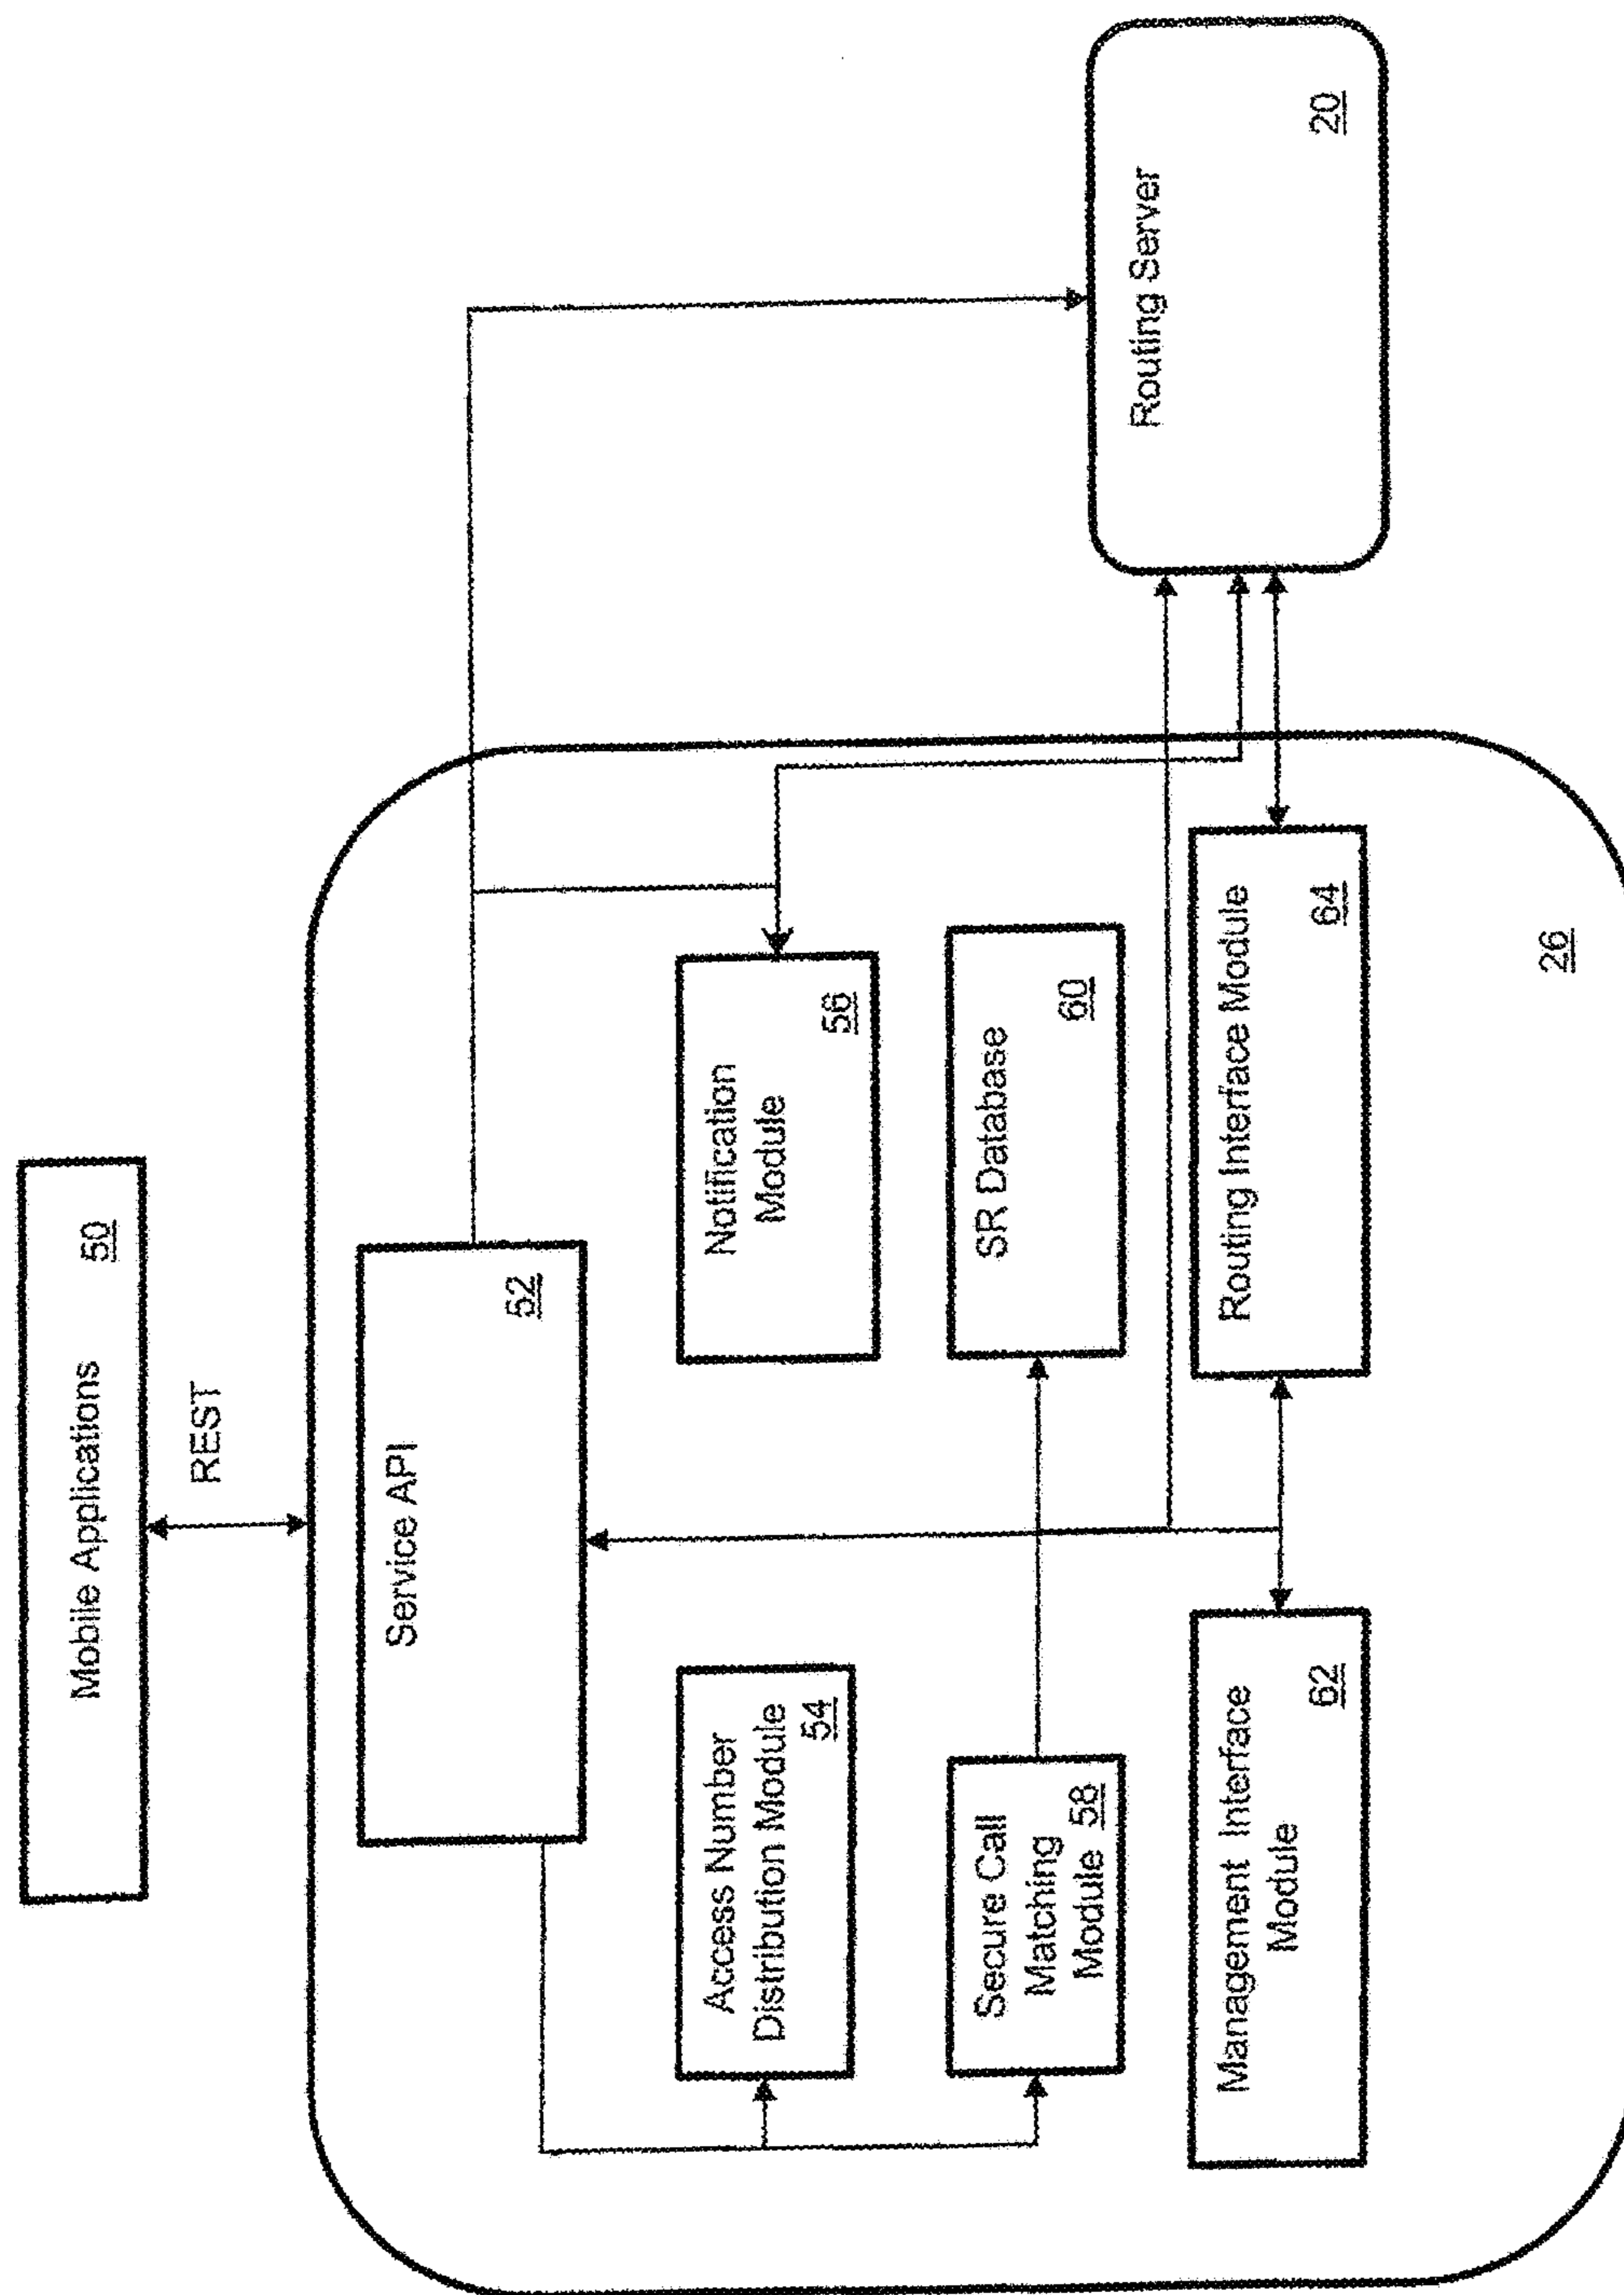 Mobile Applications
50
REST
Service API
52
Access Number
Distribution Module
54
Notification
Module
56
Secure Call
Matching
Module 58
SR Database
60
Management Interface
Module
62
Routing Interface Module
64
26
Routing Server
20